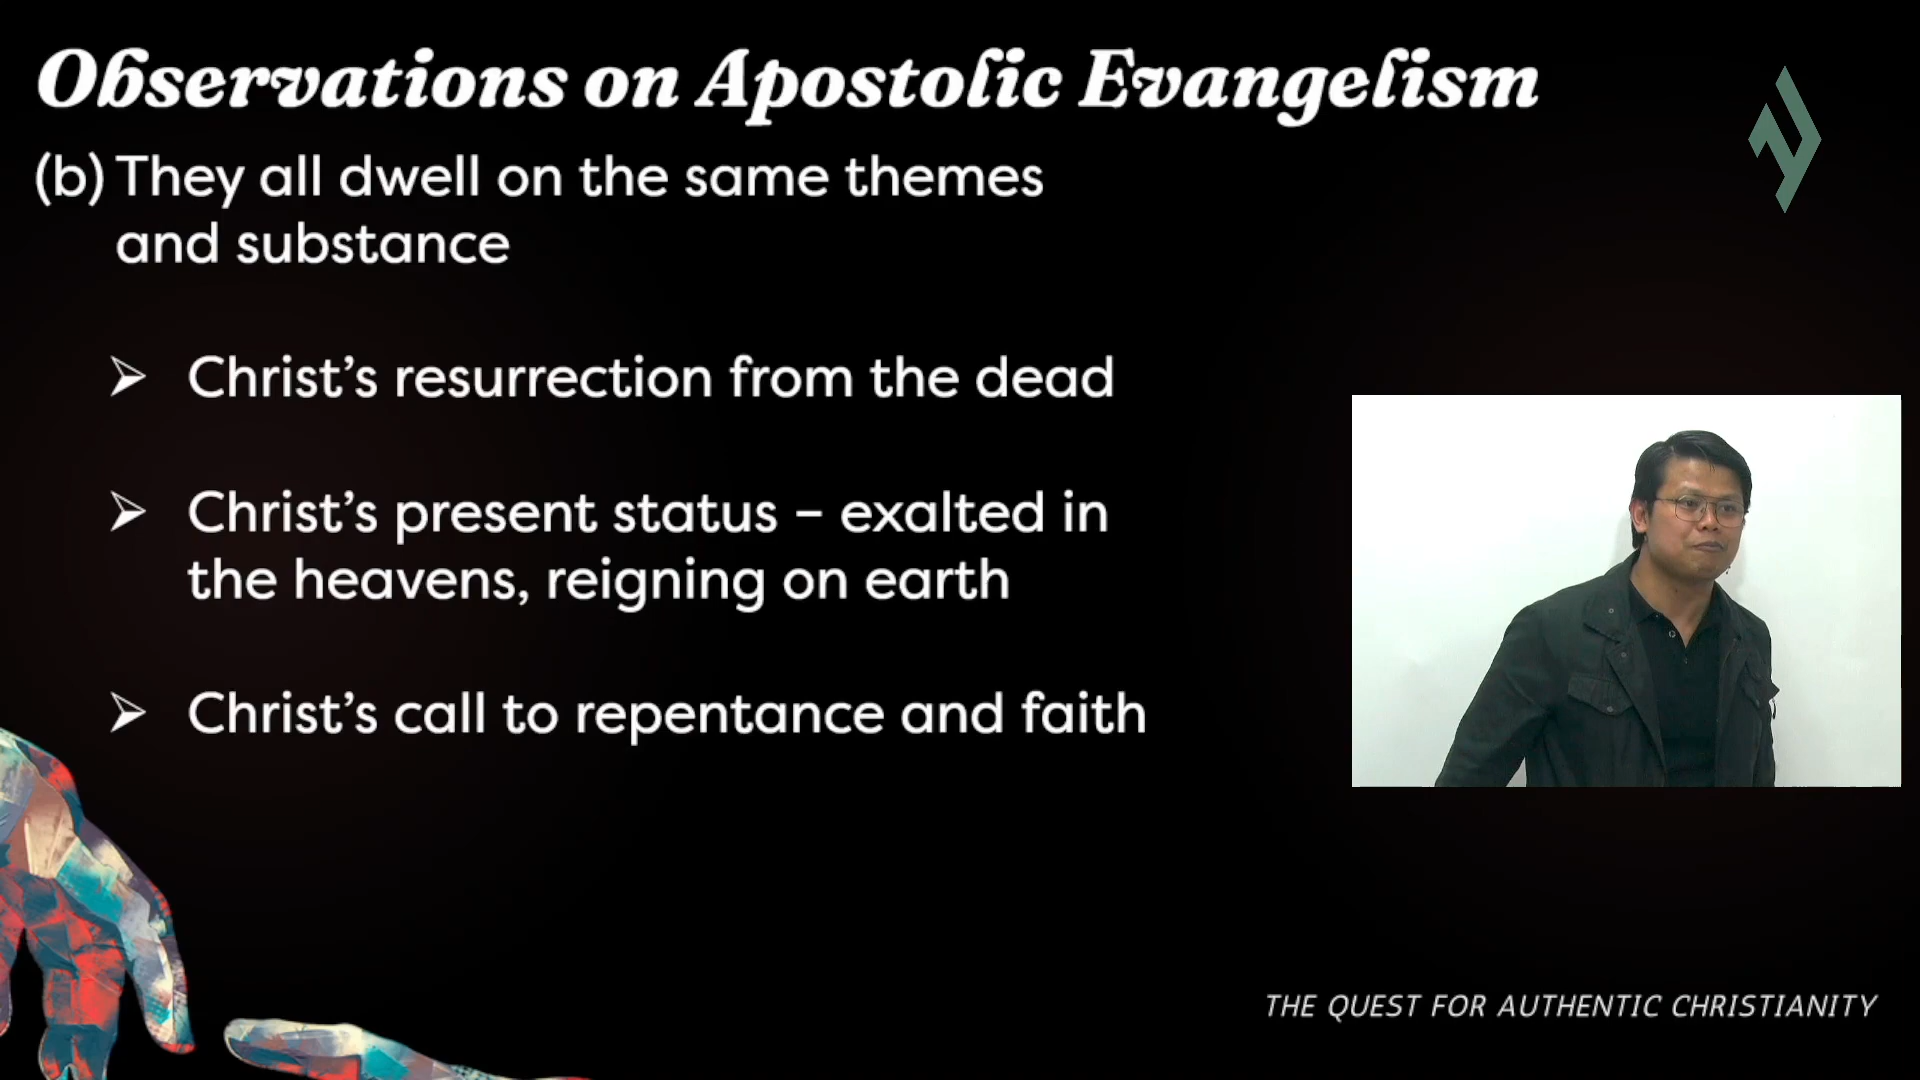 Observations on Apostolic Evangelism
(b) They all dwell on the same themes
and substance
➢ Christ’s resurrection from the dead
➢ Christ’s present status – exalted in
the heavens, reigning on earth
➢ Christ’s call to repentance and faith
THE QUEST FOR AUTHENTIC CHRISTIANITY